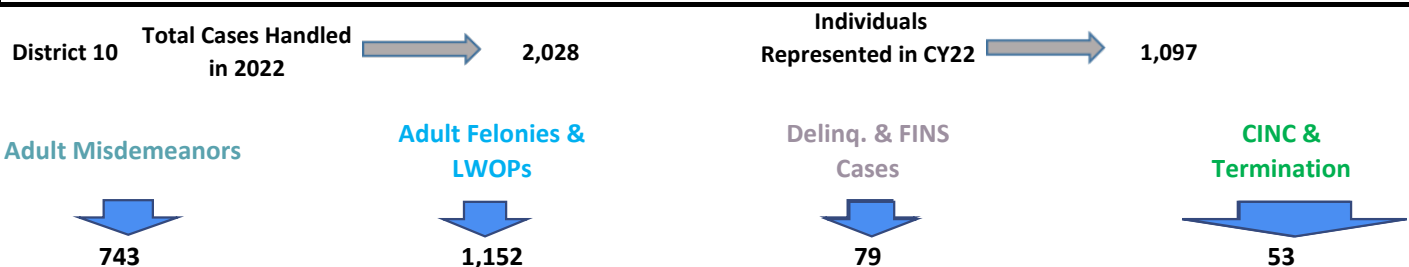 District 10
Total Cases Handled
in 2022
2,028
Individuals
Represented in CY22
1,097
Adult Misdemeanors
Adult Felonies &
LWOPs
Delinq. & FINS
Cases
CINC &
Termination
743
1,152
79
53